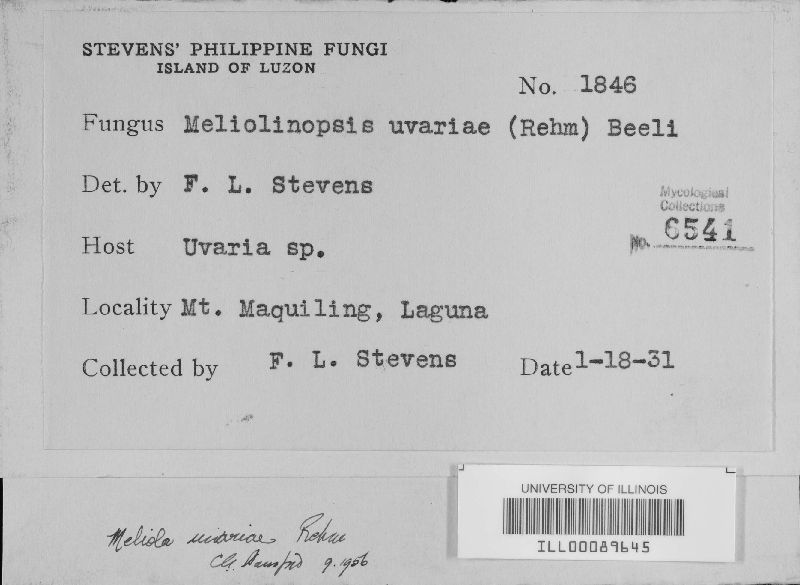 STEVENS' PHILIPPINE FUNGI
ISLAND OF LUZON
No. 1846
Fungus Meliolinopsis uvariae (Rehm) Beeli
Det. by F. L. Stevens
Mycological
Collections
No. 6541
Host Uvaria sp.
Locality Mt. Maquiling, Laguna
Collected by F. L. Stevens Date 1-18-31
UNIVERSITY OF ILLINOIS
ILL00089645
Meliola uvariae Rehm
9.1956